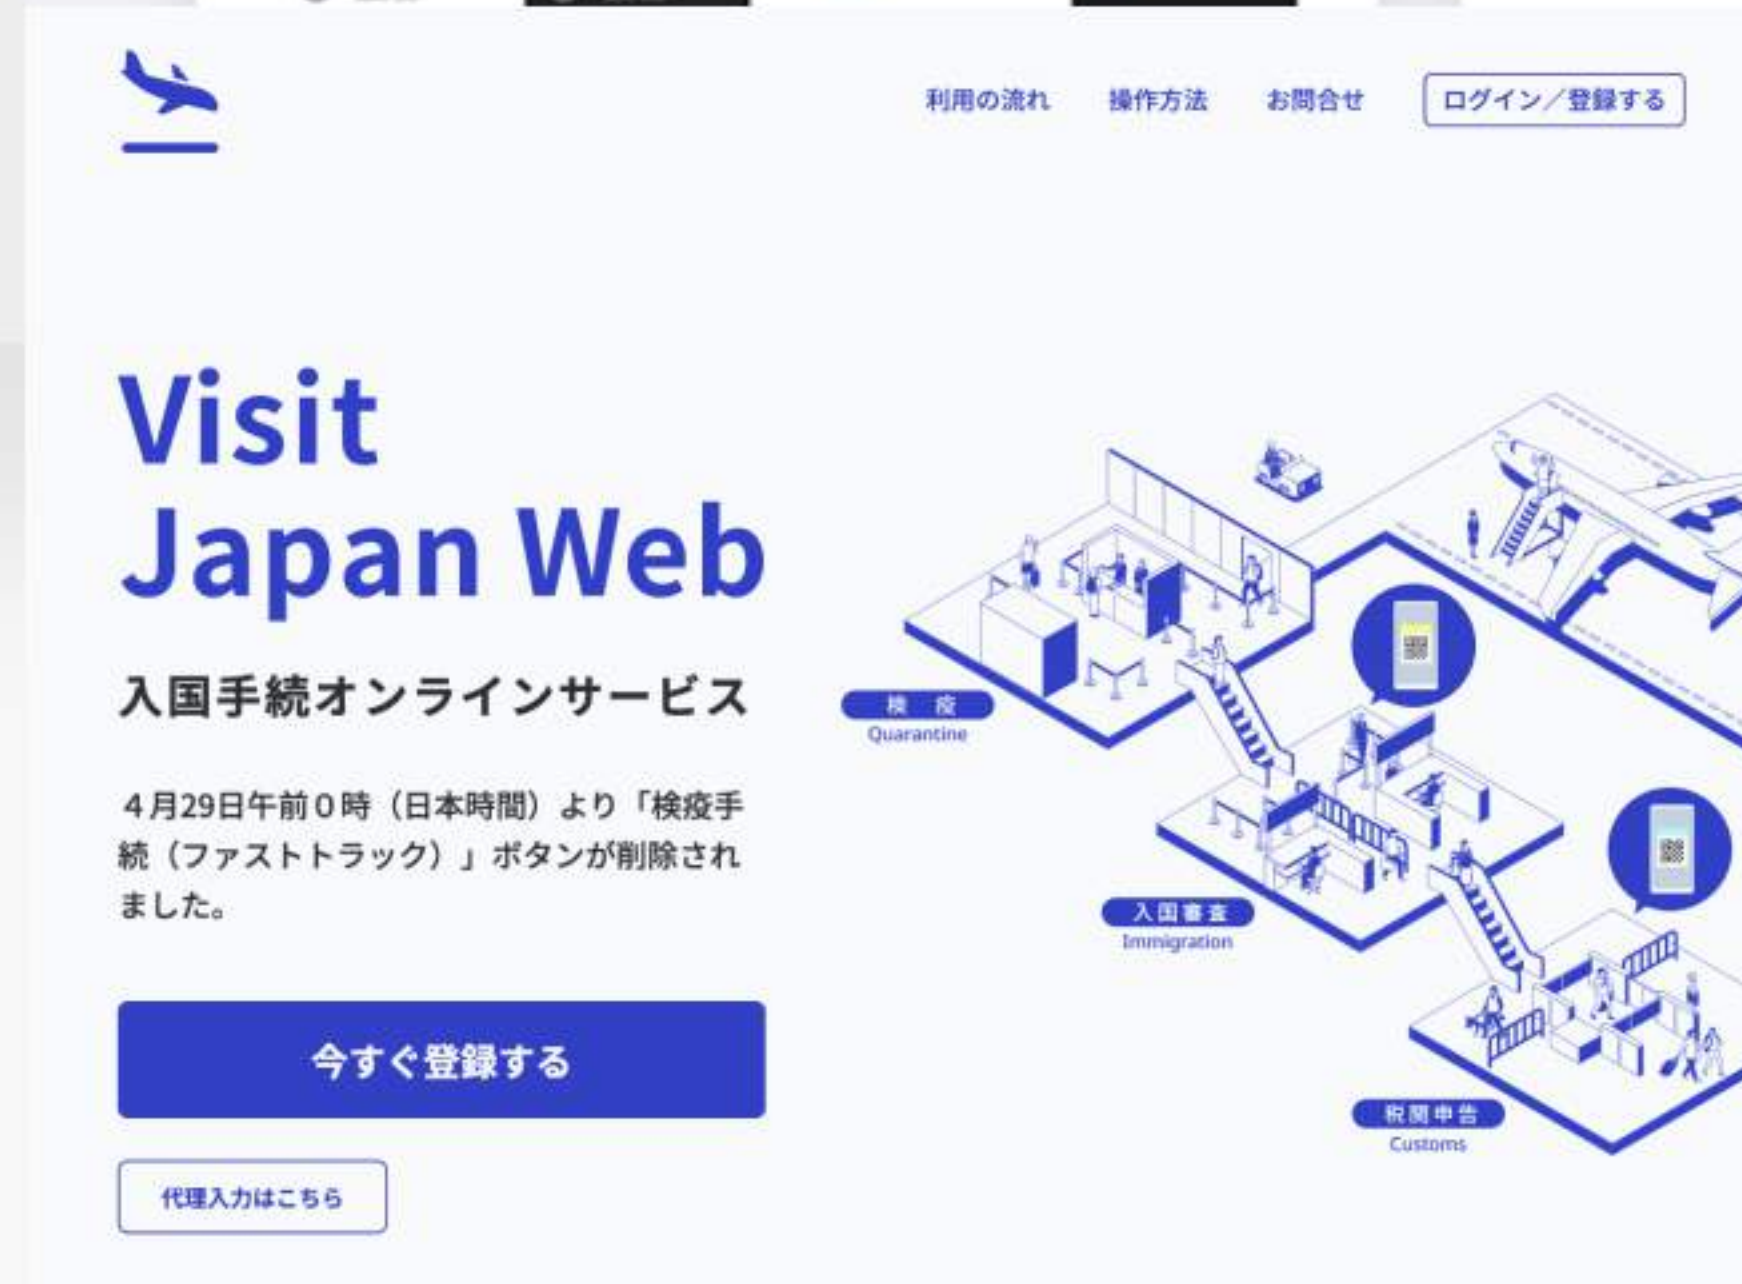 利用の流れ 操作方法 お問合せ ログイン／登録する
Visit
Japan Web
入国手続オンラインサービス
４月29日午前０時（日本時間）より「検疫手
続（ファストトラック）」ボタンが削除され
ました。
今すぐ登録する
代理入力はこちら
検　疫
Quarantine
入国審査
Immigration
税関申告
Customs